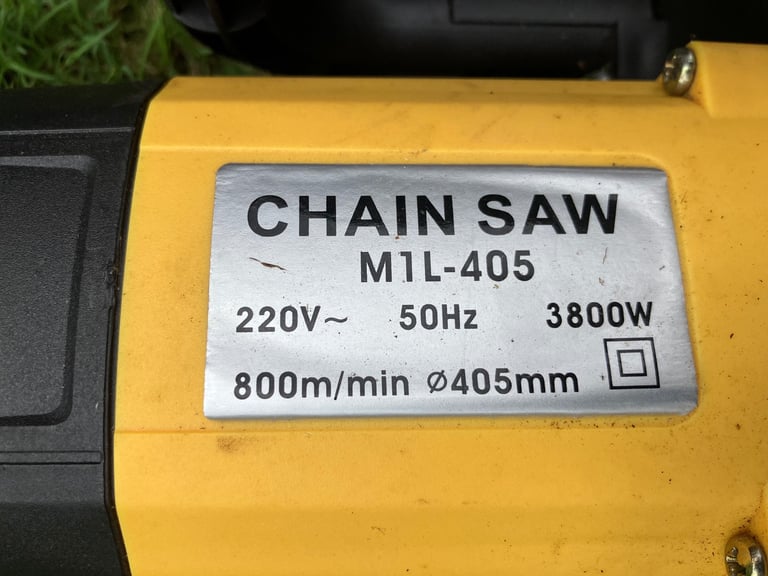 CHAIN SAW
M1L-405
220V~ 50Hz 3800W
800m/min Ø405mm